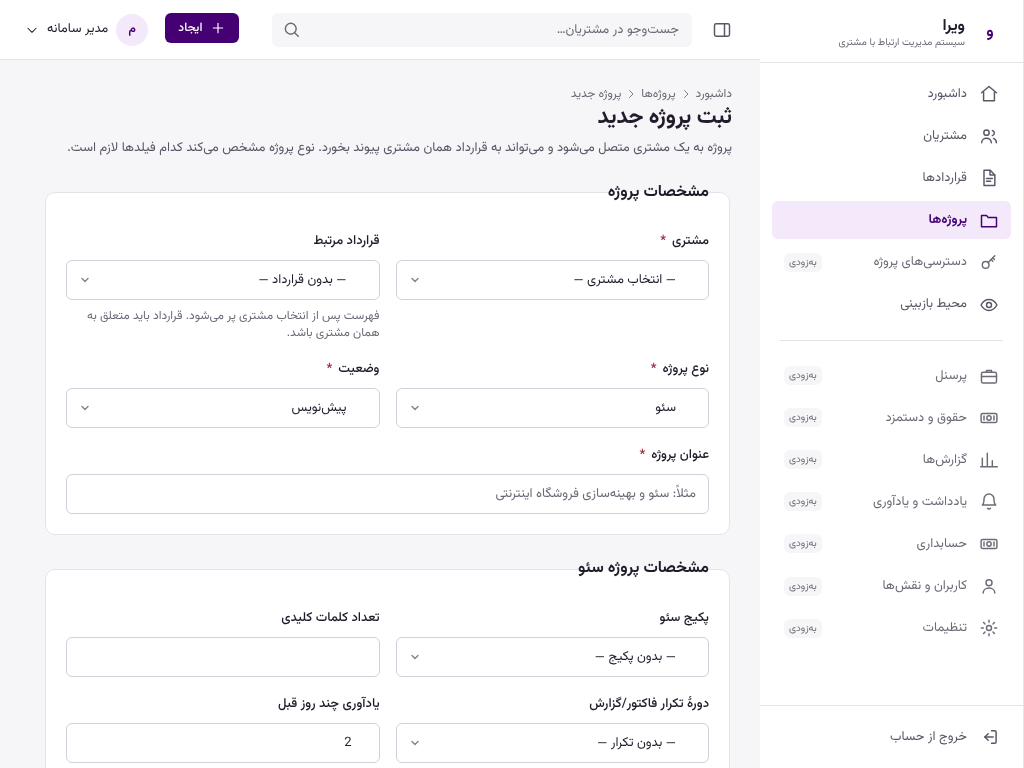 و
ویرا
سیستم مدیریت ارتباط با مشتری
داشبورد
مشتریان
قراردادها
پروژه‌ها
دسترسی‌های پروژه
به‌زودی
محیط بازبینی
پرسنل
به‌زودی
حقوق و دستمزد
به‌زودی
گزارش‌ها
به‌زودی
یادداشت و یادآوری
به‌زودی
حسابداری
به‌زودی
کاربران و نقش‌ها
به‌زودی
تنظیمات
به‌زودی
خروج از حساب
جست‌وجو در مشتریان…
ایجاد
م
مدیر سامانه
داشبورد
پروژه‌ها
پروژه جدید
ثبت پروژه جدید
پروژه به یک مشتری متصل می‌شود و می‌تواند به قرارداد همان مشتری پیوند بخورد. نوع پروژه مشخص می‌کند کدام فیلدها لازم است.
مشخصات پروژه
مشتری *
— انتخاب مشتری —
قرارداد مرتبط
— بدون قرارداد —
فهرست پس از انتخاب مشتری پر می‌شود. قرارداد باید متعلق به
همان مشتری باشد.
نوع پروژه *
سئو
وضعیت *
پیش‌نویس
عنوان پروژه *
مثلاً: سئو و بهینه‌سازی فروشگاه اینترنتی
مشخصات پروژه سئو
پکیج سئو
— بدون پکیج —
تعداد کلمات کلیدی
دورهٔ تکرار فاکتور/گزارش
— بدون تکرار —
یادآوری چند روز قبل
2